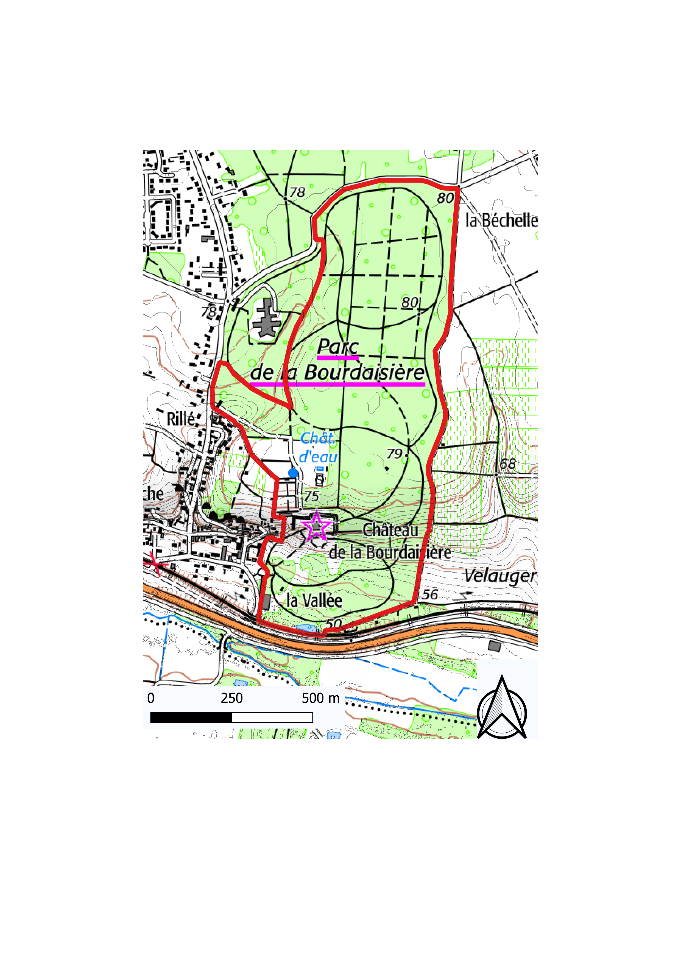 78
80
la Béchelle
78
80
Parc
de la Bourdaisière
Rillé
Chât.
d'eau
79
68
che
75
Château
de la Bourdaisière
Velauger
la Vallée
56
50
0 250 500 m